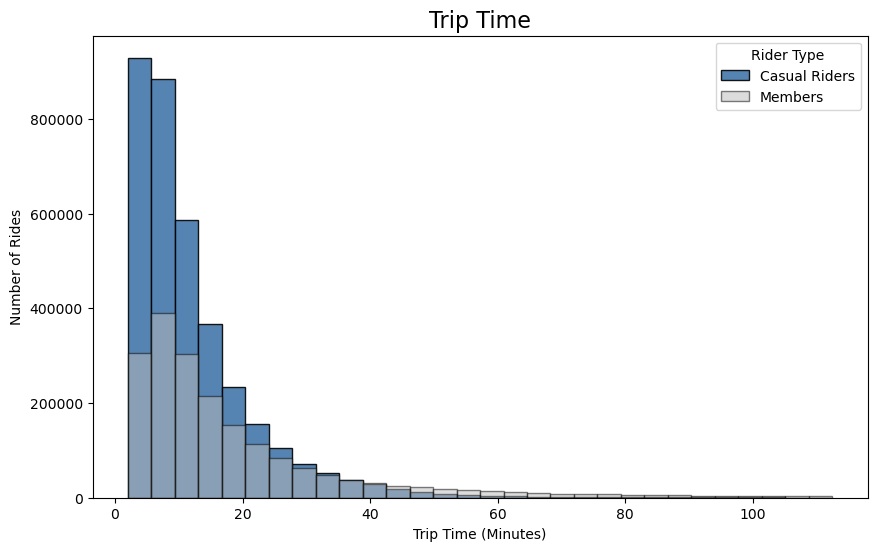 Trip Time
Rider Type
Casual Riders
Members
Number of Rides
800000
600000
400000
200000
0
0 20 40 60 80 100
Trip Time (Minutes)